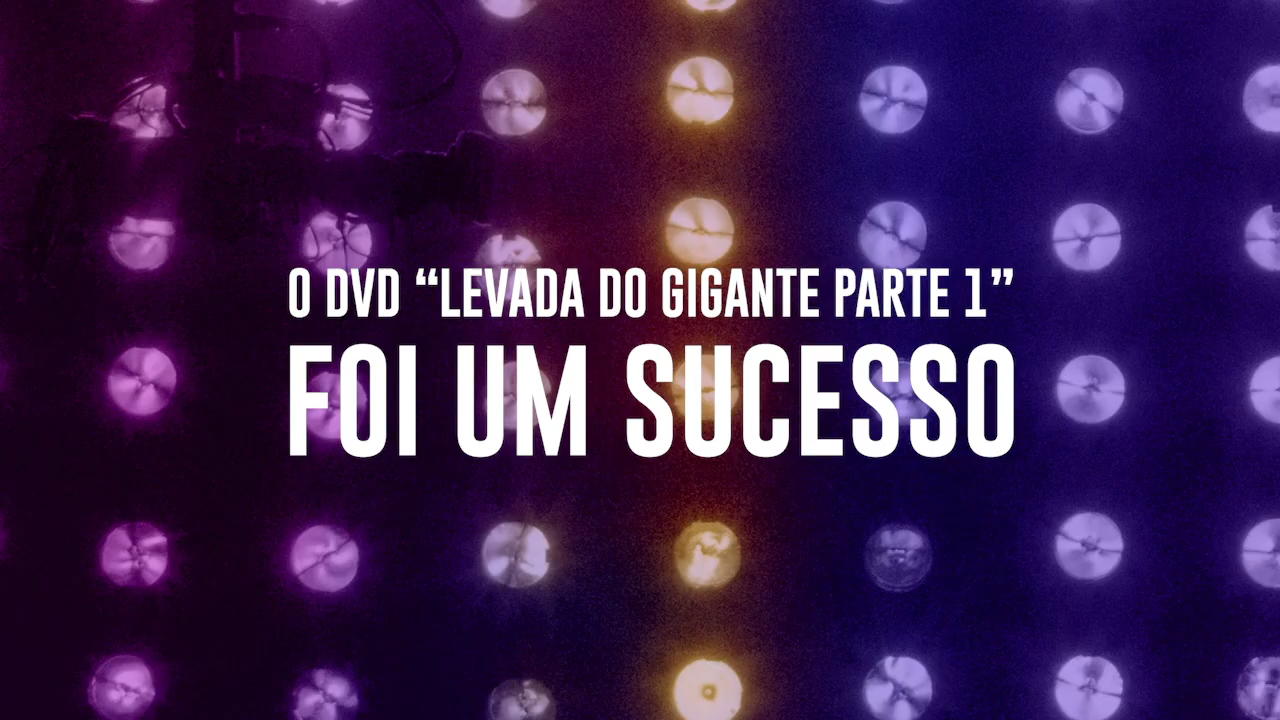 O DVD “LEVADA DO GIGANTE PARTE 1”
FOI UM SUCESSO